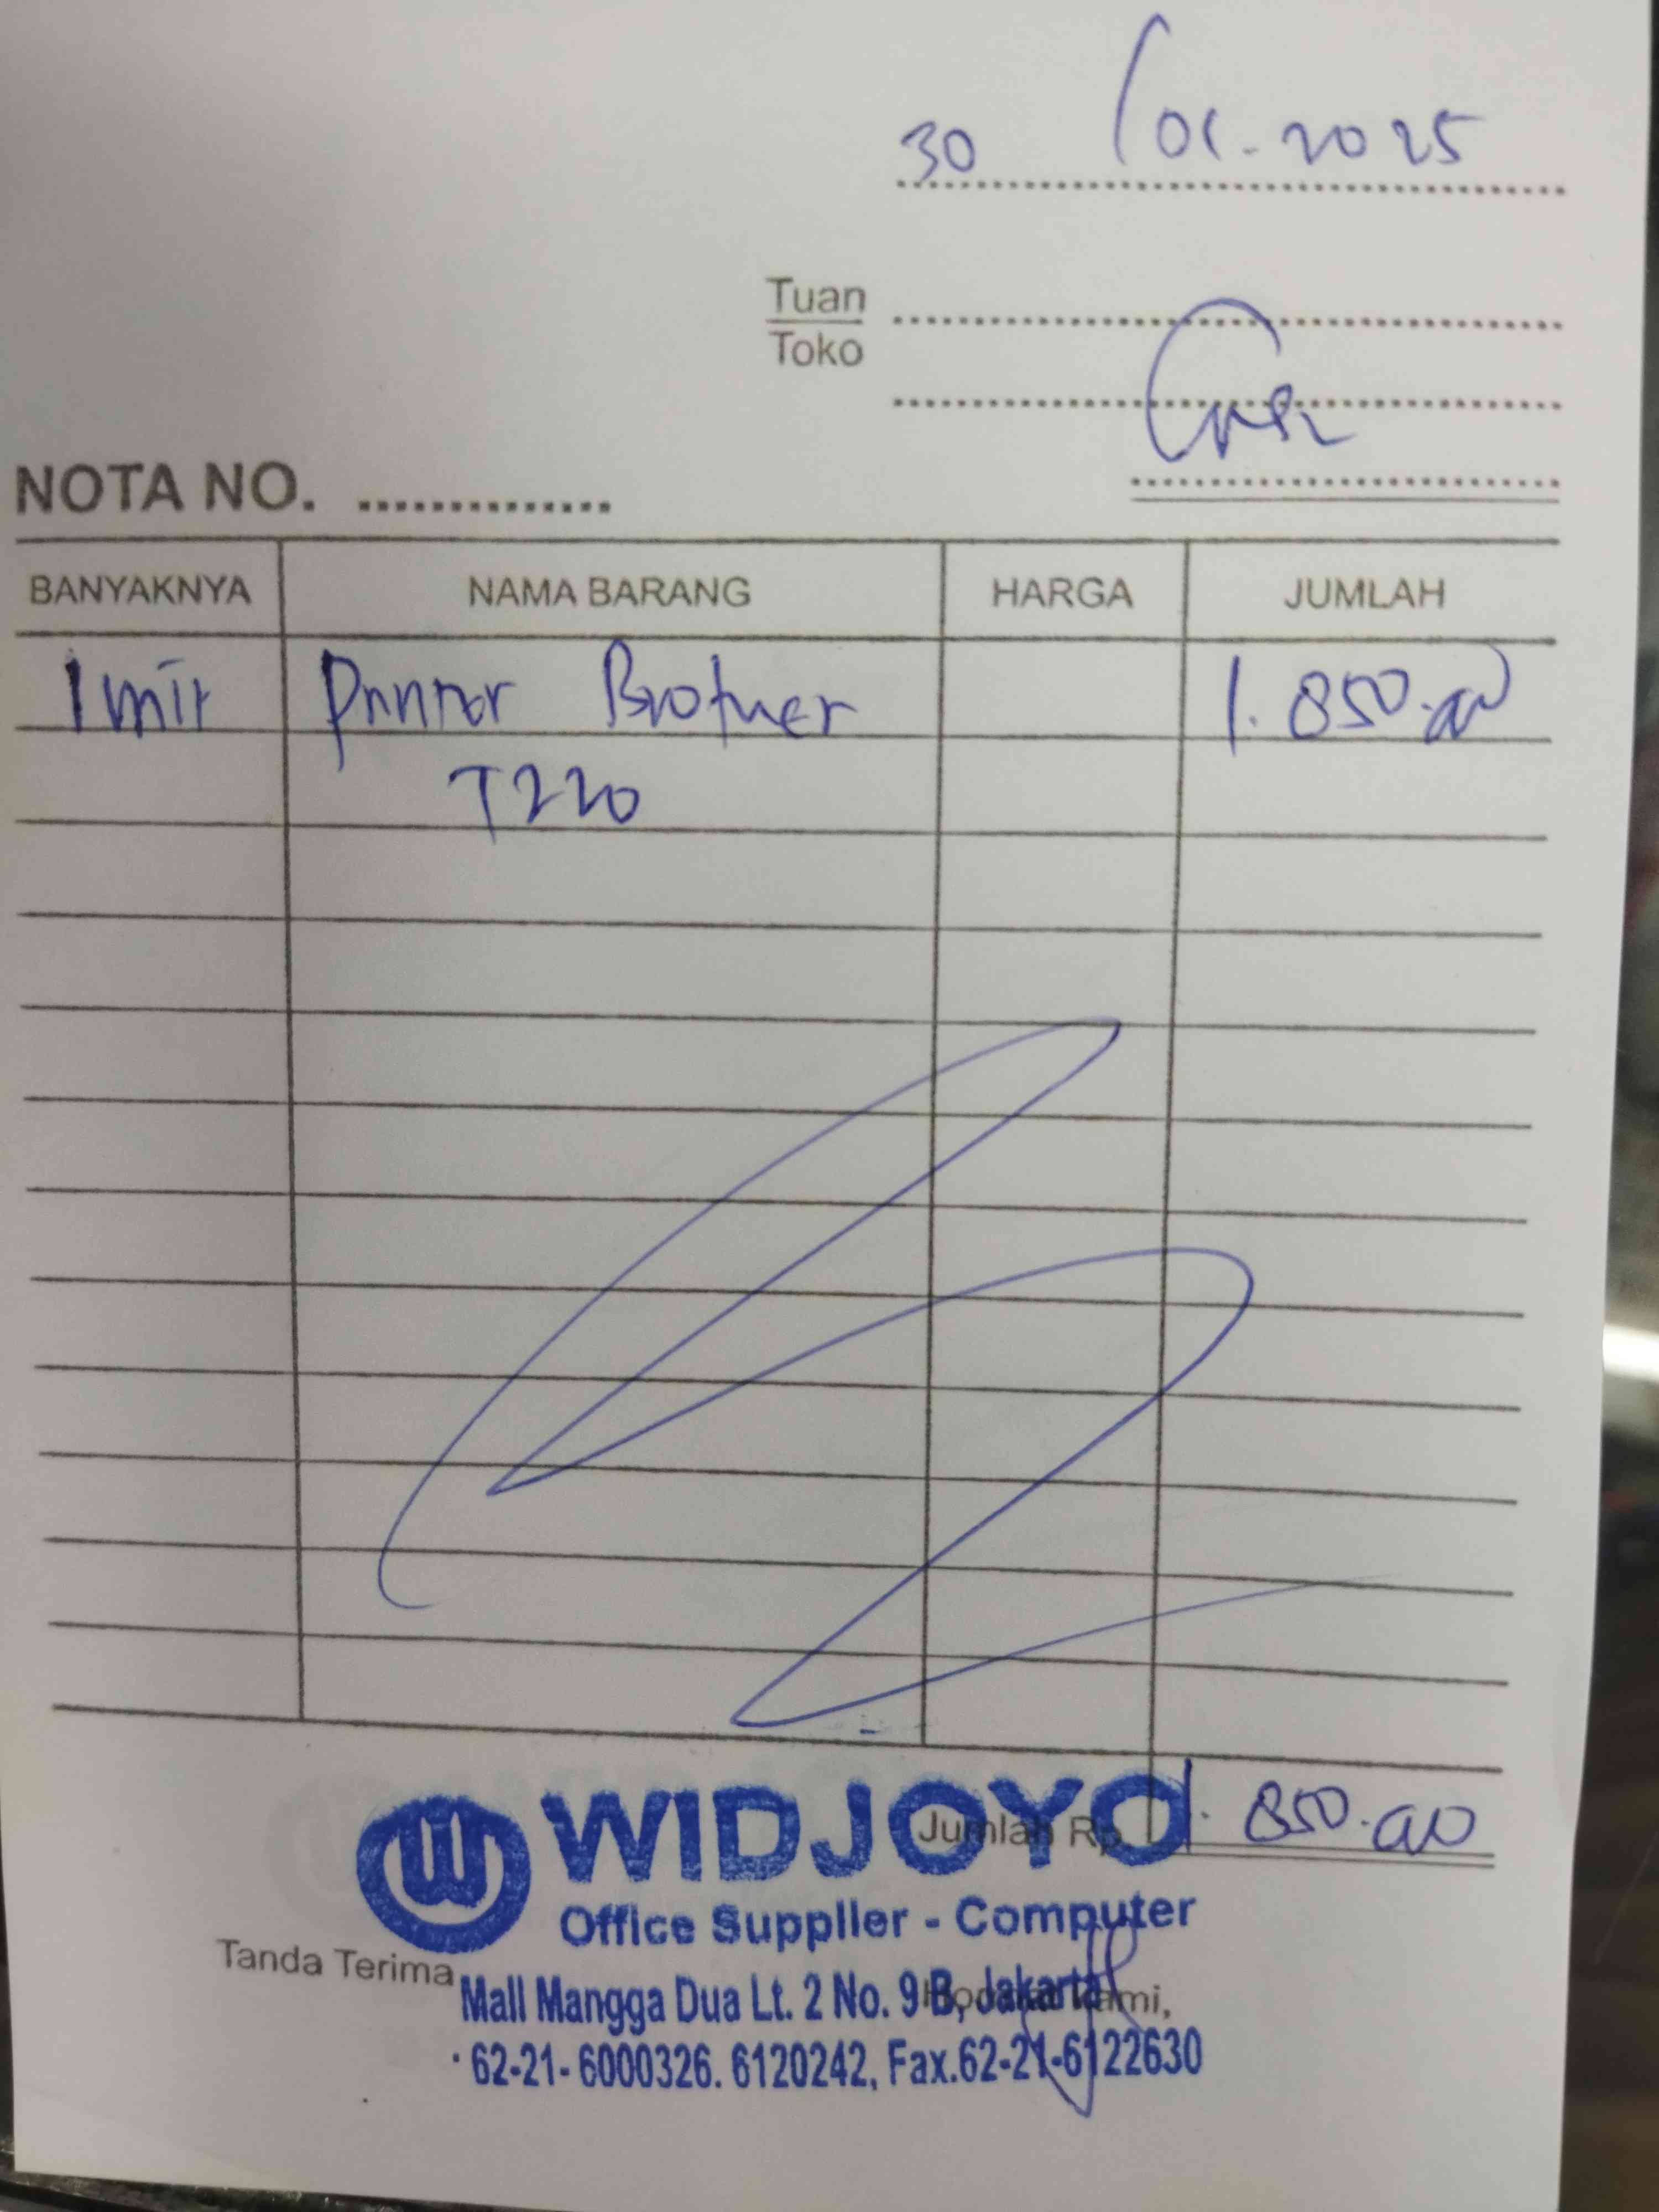 30 / 01-2025
Tuan
Toko
NOTA NO. ..............
BANYAKNYA NAMA BARANG HARGA JUMLAH
1 unit Printer Brother 1.850.000
T220
Jumlah Rp. 1.850.000
WIDJOYO
Office Supplier - Computer
Tanda Terima
Mall Mangga Dua Lt. 2 No. 9 B, Jakarta
Hormat kami,
62-21- 6000326. 6120242, Fax.62-21-6122630